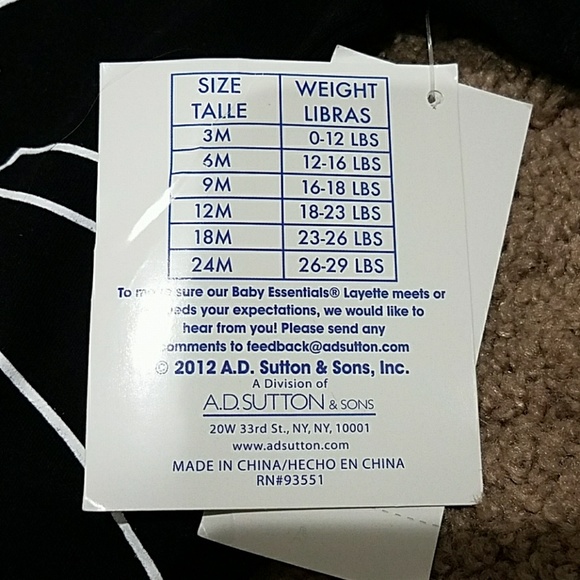 SIZE WEIGHT
TALLE LIBRAS
3M 0-12 LBS
6M 12-16 LBS
9M 16-18 LBS
12M 18-23 LBS
18M 23-26 LBS
24M 26-29 LBS
To sure our Baby Essentials® Layette meets or
your expectations, we would like to
hear from you! Please send any
comments to feedback@adsutton.com
© 2012 A.D. Sutton & Sons, Inc.
A Division of
A.D. SUTTON & SONS
20W 33rd St., NY, NY, 10001
www.adsutton.com
MADE IN CHINA/HECHO EN CHINA
RN#93551